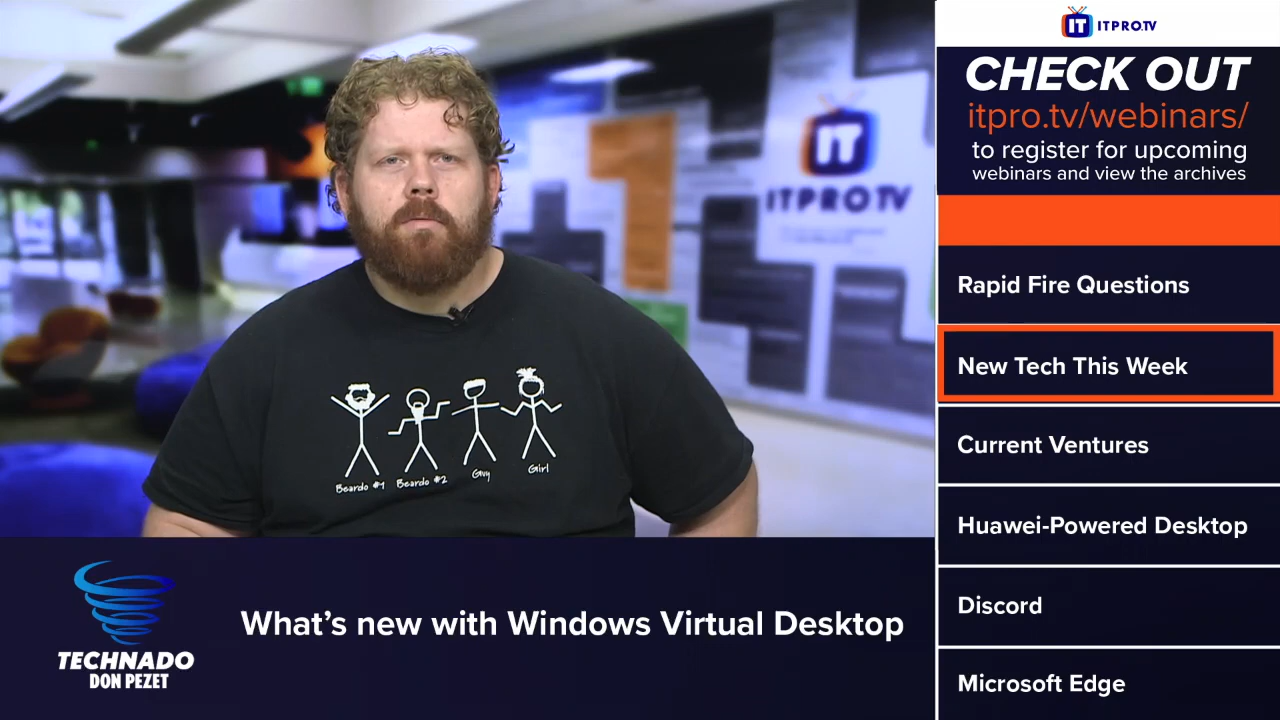 ITPRO.TV
CHECK OUT
itpro.tv/webinars/
to register for upcoming
webinars and view the archives
Rapid Fire Questions
New Tech This Week
Current Ventures
Huawei-Powered Desktop
Discord
Microsoft Edge
IT
ITPROTV
1
Beardo #1 Beardo #2 Guy Girl
TECHNADO
DON PEZET
What's new with Windows Virtual Desktop